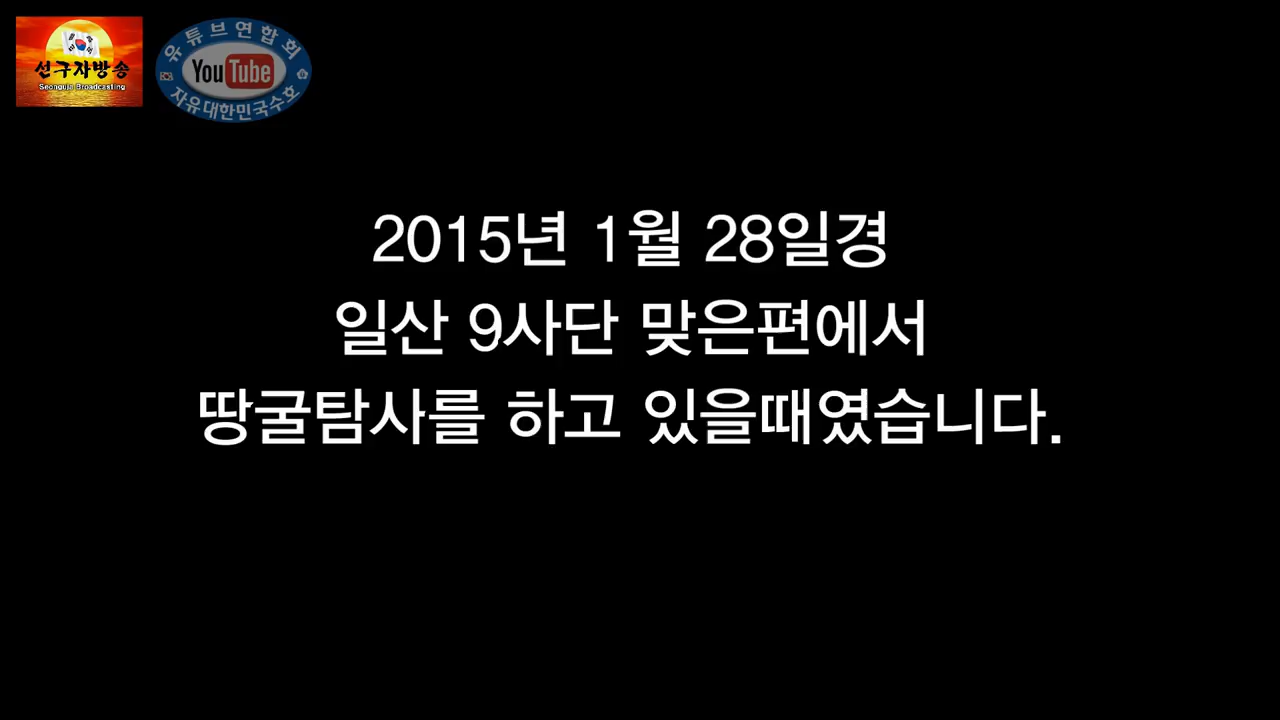 선구자방송
Seonguja Broadcasting
유튜브연합회
YouTube
자유대한민국수호
2015년 1월 28일경
일산 9사단 맞은편에서
땅굴탐사를 하고 있을때였습니다.